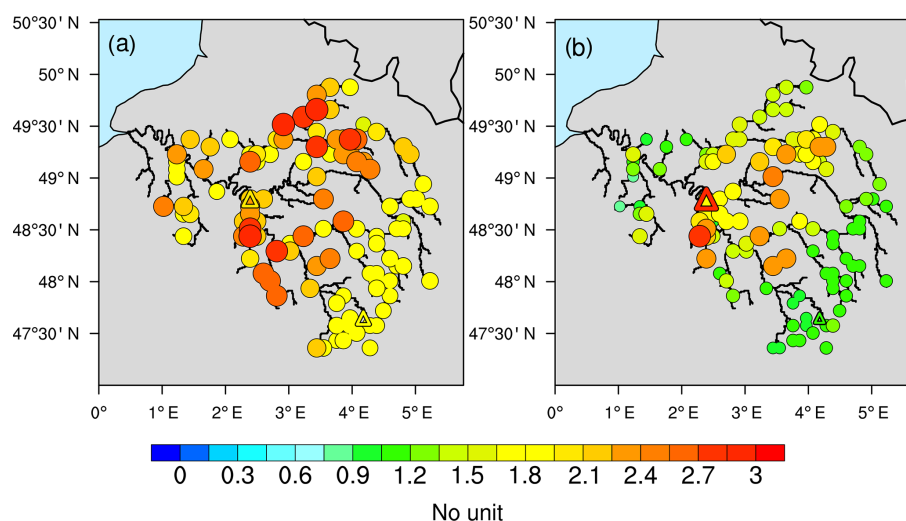 (a) (b)
50°30' N 50°30' N
50° N 50° N
49°30' N 49°30' N
49° N 49° N
48°30' N 48°30' N
48° N 48° N
47°30' N 47°30' N
0° 1° E 2° E 3° E 4° E 5° E 0° 1° E 2° E 3° E 4° E 5° E
0 0.3 0.6 0.9 1.2 1.5 1.8 2.1 2.4 2.7 3
No unit